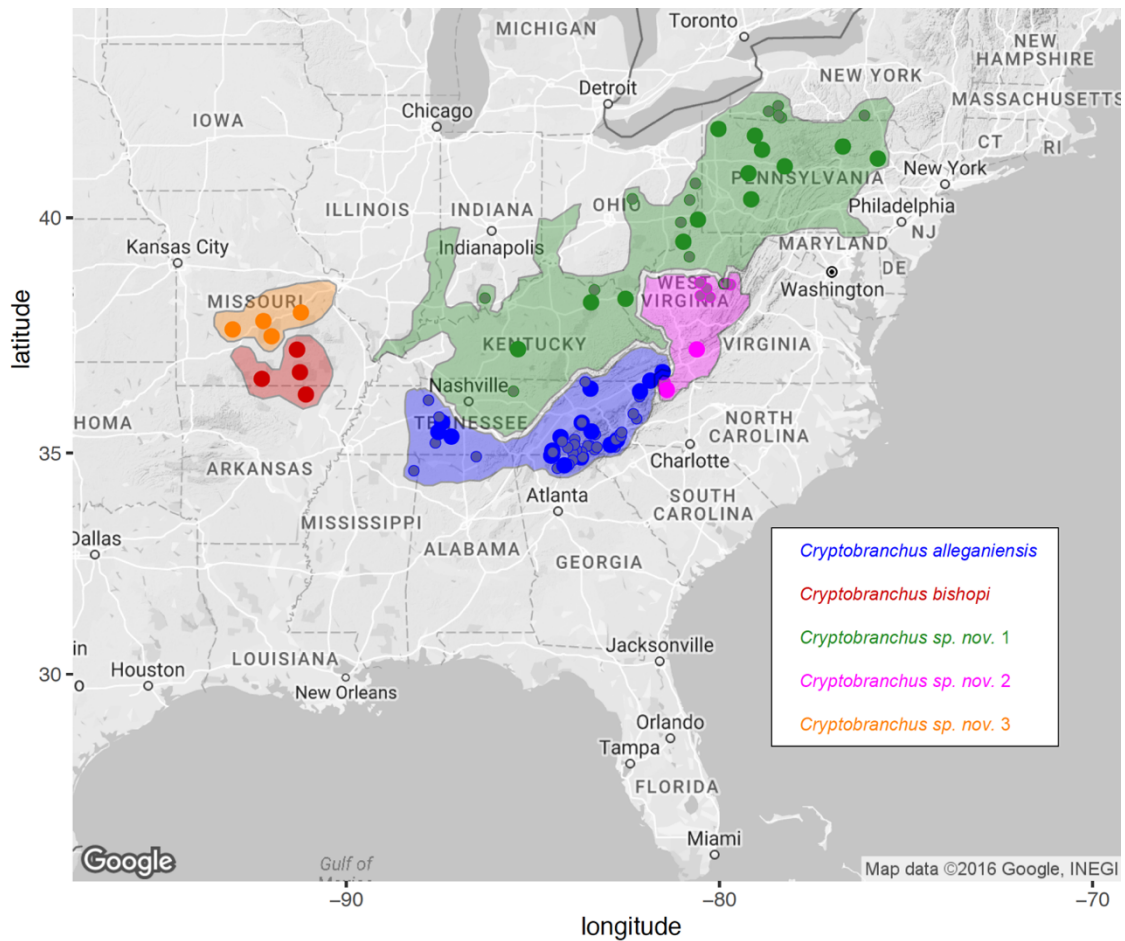 Toronto
MICHIGAN
NEW
HAMPSHIRE
NEW YORK
Detroit
MASSACHUSETTS
Chicago
IOWA
CT
RI
PENNSYLVANIA
New York
ILLINOIS
INDIANA
OHIO
Philadelphia
NJ
40
Indianapolis
MARYLAND
Kansas City
DE
WEST
VIRGINIA
Washington
MISSOURI
latitude
KENTUCKY
VIRGINIA
Nashville
TENNESSEE
NORTH
CAROLINA
HOMA
35
Charlotte
ARKANSAS
Atlanta
SOUTH
CAROLINA
MISSISSIPPI
Dallas
ALABAMA
GEORGIA
Cryptobranchus alleganiensis
Cryptobranchus bishopi
Cryptobranchus sp. nov. 1
Cryptobranchus sp. nov. 2
Cryptobranchus sp. nov. 3
in
Jacksonville
LOUISIANA
30
Houston
New Orleans
Orlando
Tampa
FLORIDA
Miami
Google
Gulf of
Map data ©2016 Google, INEGI
−90
−80
−70
longitude